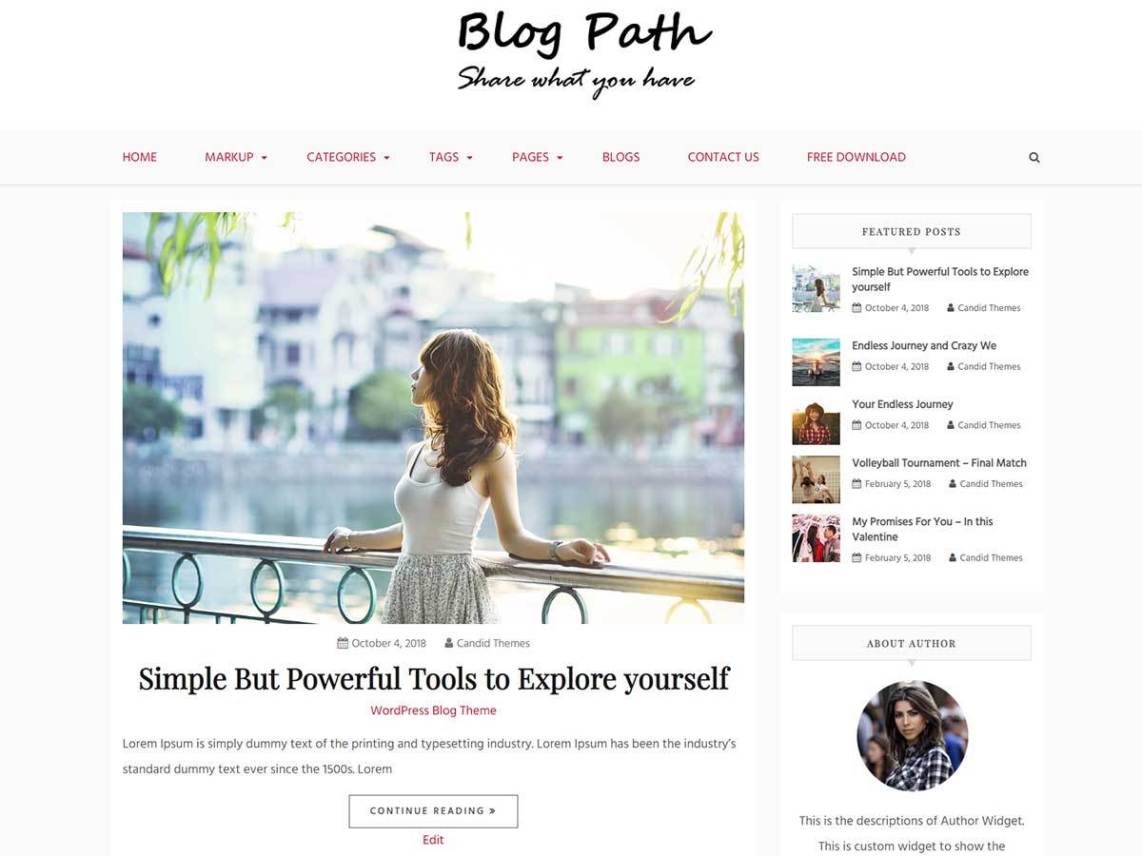 Blog Path
Share what you have
HOME
MARKUP
CATEGORIES
TAGS
PAGES
BLOGS
CONTACT US
FREE DOWNLOAD
October 4, 2018 Candid Themes
Simple But Powerful Tools to Explore yourself
WordPress Blog Theme
Lorem Ipsum is simply dummy text of the printing and typesetting industry. Lorem Ipsum has been the industry’s
standard dummy text ever since the 1500s. Lorem
CONTINUE READING »
Edit
FEATURED POSTS
Simple But Powerful Tools to Explore
yourself
October 4, 2018 Candid Themes
Endless Journey and Crazy We
October 4, 2018 Candid Themes
Your Endless Journey
October 4, 2018 Candid Themes
Volleyball Tournament – Final Match
February 5, 2018 Candid Themes
My Promises For You – In this
Valentine
February 5, 2018 Candid Themes
ABOUT AUTHOR
This is the descriptions of Author Widget.
This is custom widget to show the